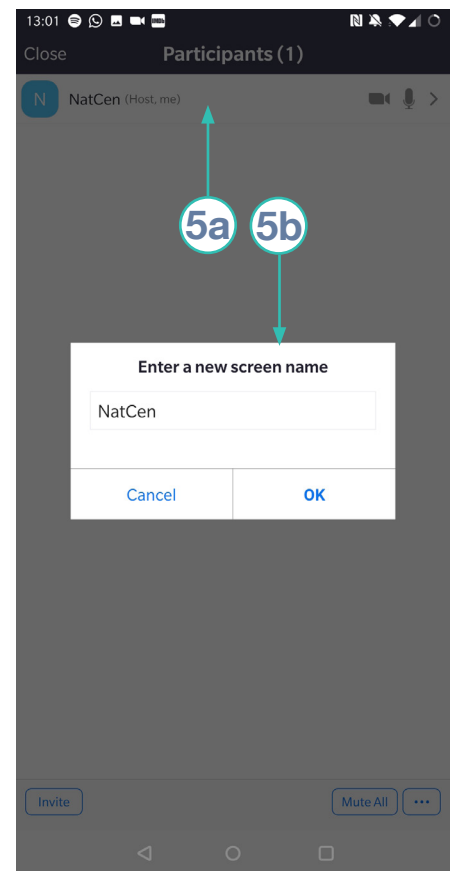 13:01
Close Participants (1)
N NatCen (Host, me)
5a 5b
Enter a new screen name
NatCen
Cancel OK
Invite Mute All ...